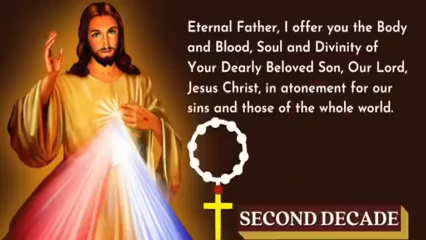 Eternal Father, I offer you the Body
and Blood, Soul and Divinity of
Your Dearly Beloved Son, Our Lord,
Jesus Christ, in atonement for our
sins and those of the whole world.
SECOND DECADE